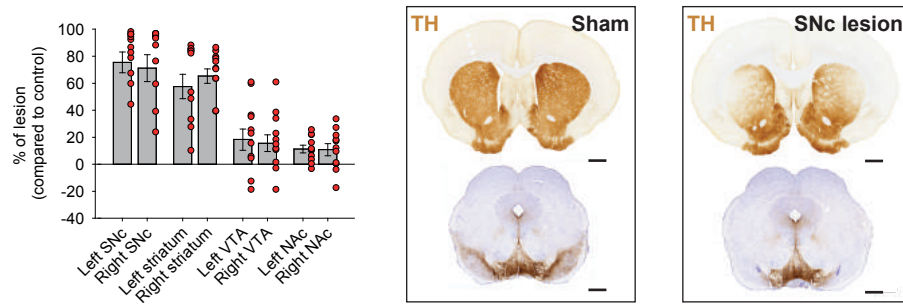 % of lesion
(compared to control)
100
80
60
40
20
0
-20
-40
Left SNc
Right SNc
Left striatum
Right striatum
Left VTA
Right VTA
Left NAc
Right NAc
TH Sham
TH SNc lesion